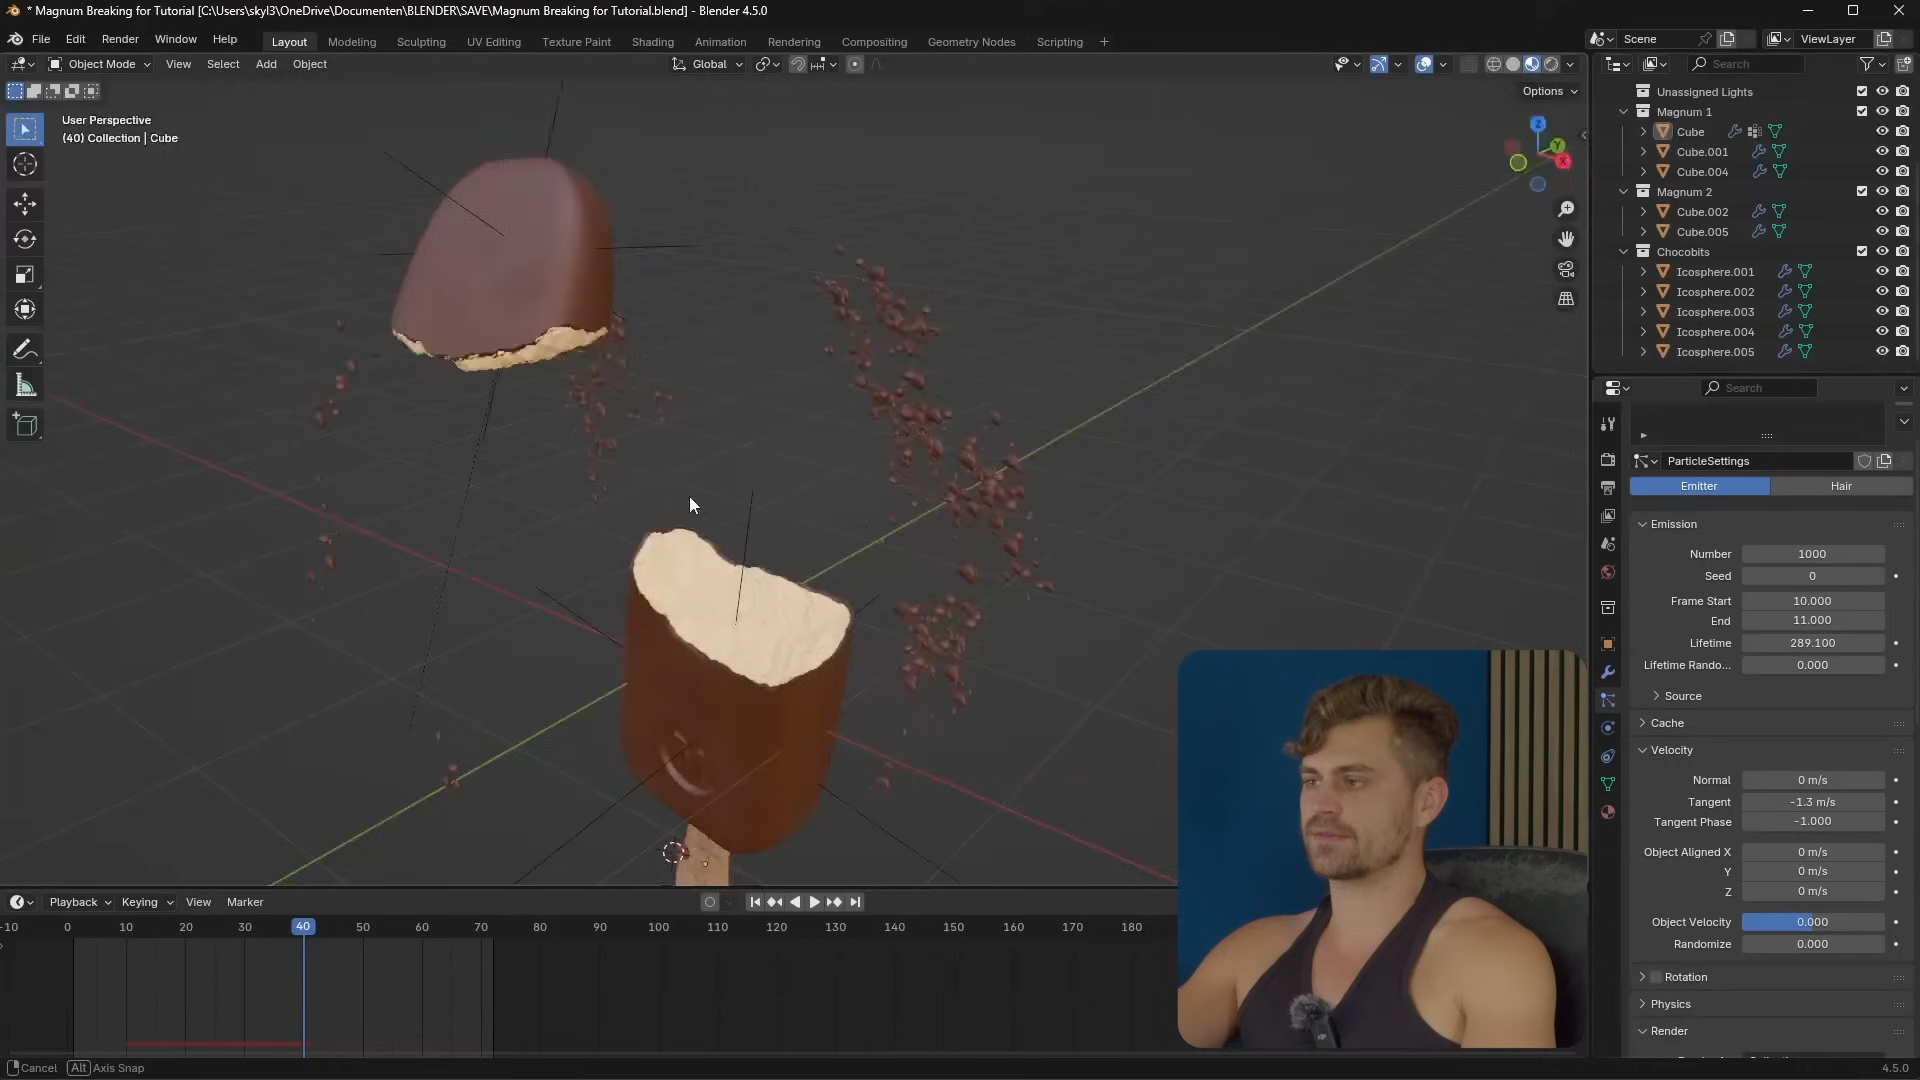 * Magnum Breaking for Tutorial [C:\Users\skyl3\OneDrive\Documenten\BLENDER\SAVE\Magnum Breaking for Tutorial.blend] - Blender 4.5.0
File Edit Render Window Help
Layout Modeling Sculpting UV Editing Texture Paint Shading Animation Rendering Compositing Geometry Nodes Scripting +
Scene
ViewLayer
Object Mode View Select Add Object
Global
Search
Options
User Perspective
(40) Collection | Cube
Z
Y
X
Unassigned Lights
Magnum 1
Cube
Cube.001
Cube.004
Magnum 2
Cube.002
Cube.005
Chocobits
Icosphere.001
Icosphere.002
Icosphere.003
Icosphere.004
Icosphere.005
Search
ParticleSettings
Emitter Hair
Emission
Number 1000
Seed 0
Frame Start 10.000
End 11.000
Lifetime 289.100
Lifetime Rando... 0.000
Source
Cache
Velocity
Normal 0 m/s
Tangent -1.3 m/s
Tangent Phase -1.000
Object Aligned X 0 m/s
Y 0 m/s
Z 0 m/s
Object Velocity 0.000
Randomize 0.000
Rotation
Physics
Render
Playback Keying View Marker
-10 0 10 20 30 40 50 60 70 80 90 100 110 120 130 140 150 160 170 180
Cancel Alt Axis Snap
4.5.0